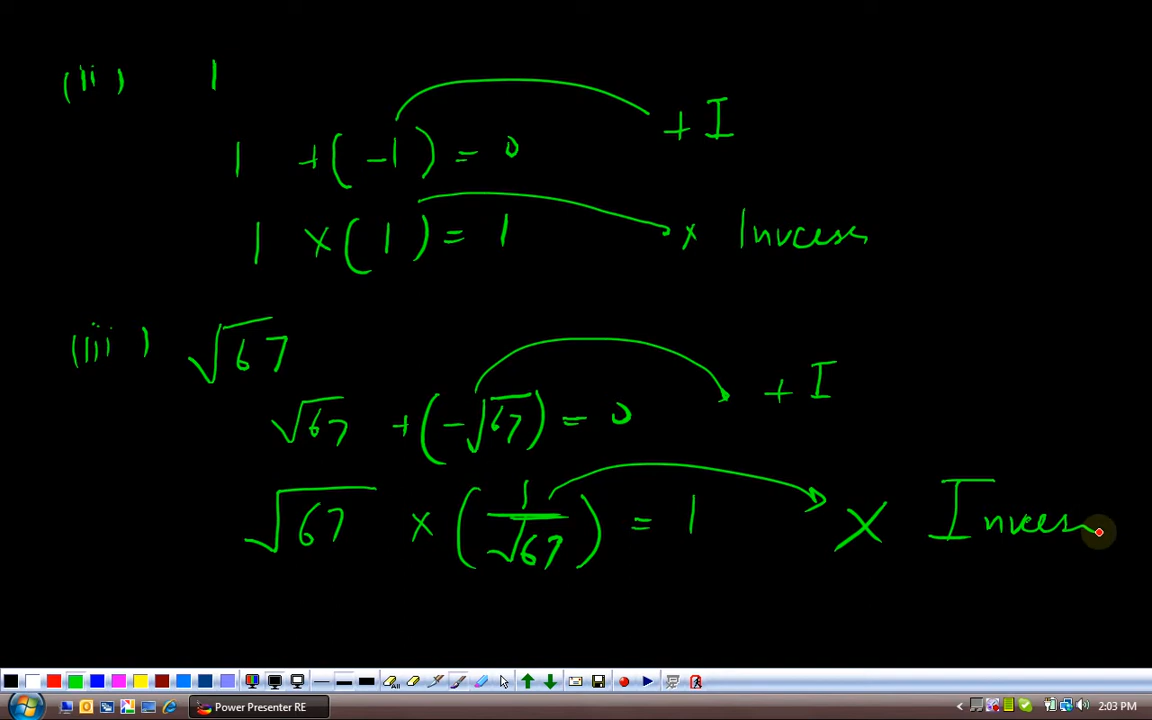 (ii) 1
+ I
1 + (-1) = 0
1 × (1) = 1 × Inverse
(iii) √67
+ I
√67 + (-√67) = 0
√67 × (1/√67) = 1 × Inverse
Power Presenter RE
2:03 PM